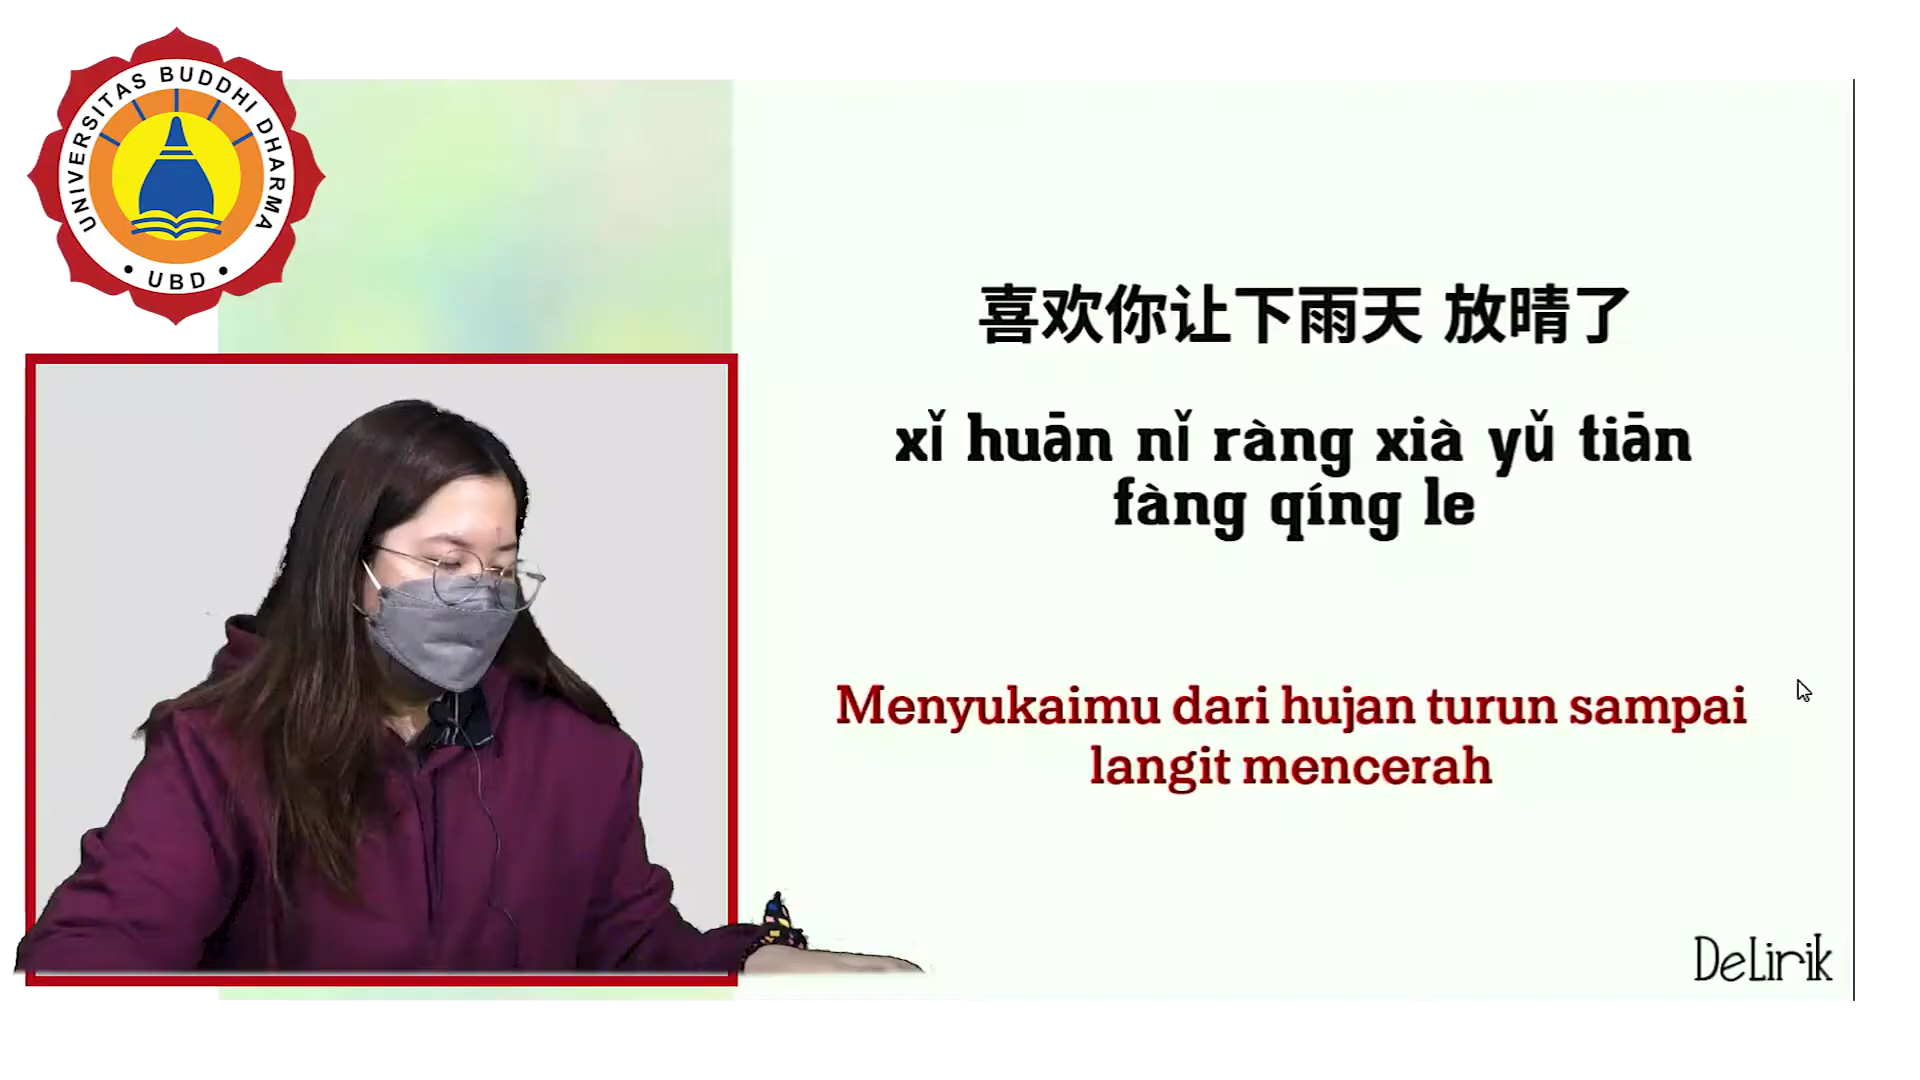 UNIVERSITAS BUDDHI DHARMA
• UBD •
喜欢你让下雨天 放晴了
xǐ huān nǐ ràng xià yǔ tiān
fàng qíng le
Menyukaimu dari hujan turun sampai
langit mencerah
DeLirik